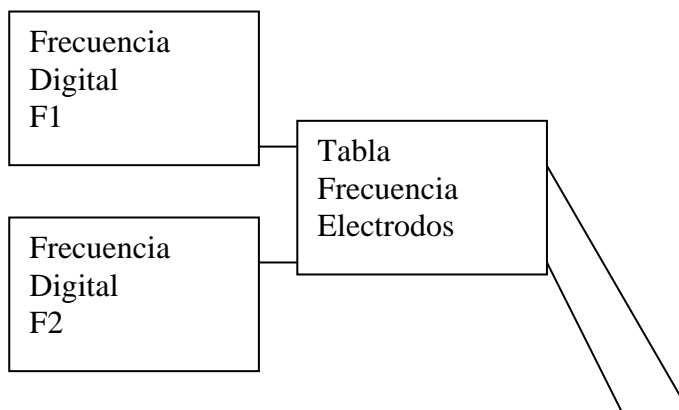 Frecuencia
Digital
F1
Tabla
Frecuencia
Electrodos
Frecuencia
Digital
F2